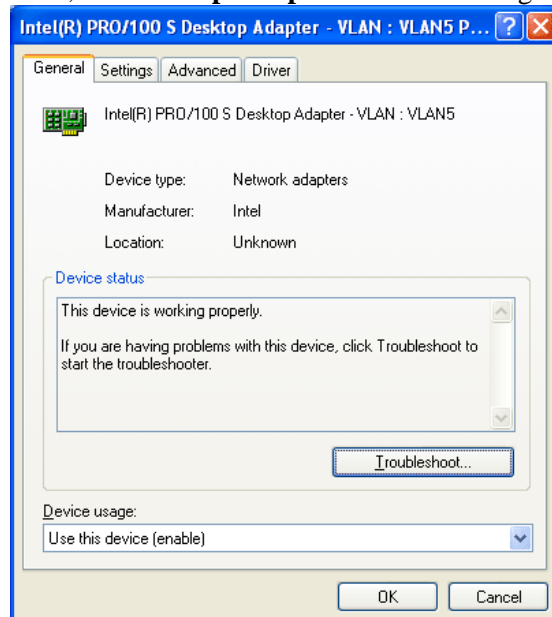 Intel(R) PRO/100 S Desktop Adapter - VLAN : VLAN5 P...
General Settings Advanced Driver
Intel(R) PRO/100 S Desktop Adapter - VLAN : VLAN5
Device type: Network adapters
Manufacturer: Intel
Location: Unknown
Device status
This device is working properly.
If you are having problems with this device, click Troubleshoot to
start the troubleshooter.
Troubleshoot...
Device usage:
Use this device (enable)
OK Cancel